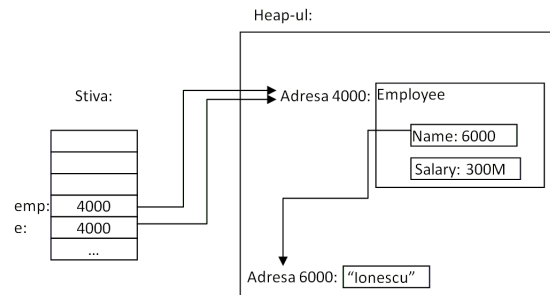 Heap-ul:
Stiva:
Adresa 4000:
Employee
Name: 6000
Salary: 300M
emp:
4000
e:
4000
...
Adresa 6000:
“Ionescu”